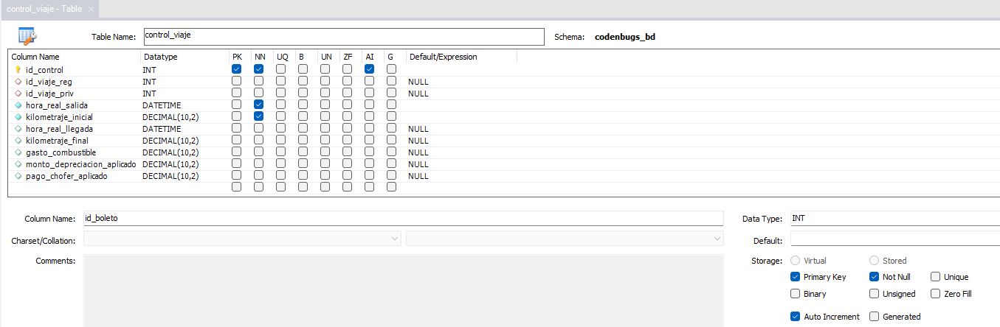 control_viaje - Table ×
Table Name: control_viaje Schema: codenbugs_bd
Column Name Datatype PK NN UQ B UN ZF AI G Default/Expression
id_control INT
id_viaje_reg INT NULL
id_viaje_priv INT NULL
hora_real_salida DATETIME
kilometraje_inicial DECIMAL(10,2)
hora_real_llegada DATETIME NULL
kilometraje_final DECIMAL(10,2) NULL
gasto_combustible DECIMAL(10,2) NULL
monto_depreciacion_aplicado DECIMAL(10,2) NULL
pago_chofer_aplicado DECIMAL(10,2) NULL
Column Name: id_boleto Data Type: INT
Charset/Collation: Default:
Comments: Storage: Virtual Stored
Primary Key Not Null Unique
Binary Unsigned Zero Fill
Auto Increment Generated